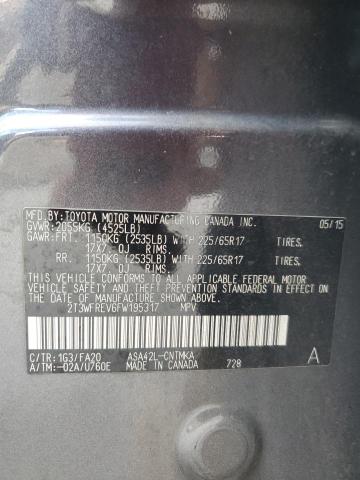 MFD.BY:TOYOTA MOTOR MANUFACTURING CANADA INC. 05/15
GVWR:2055KG (4525LB)
GAWR:FRT. 1150KG (2535LB) WITH 225/65R17 TIRES.
17X7 -OJ RIMS
RR. 1150KG (2535LB) WITH 225/65R17 TIRES.
17X7 -OJ RIMS
THIS VEHICLE CONFORMS TO ALL APPLICABLE FEDERAL MOTOR
VEHICLE SAFETY, BUMPER, AND THEFT PREVENTION STANDARDS
IN EFFECT ON THE DATE OF MANUFACTURE SHOWN ABOVE.
2T3WFREV6FW195317 MPV
C/TR:1G3/FA20 ASA42L-CNTMKA A
A/TM:-02A/U760E MADE IN CANADA 728